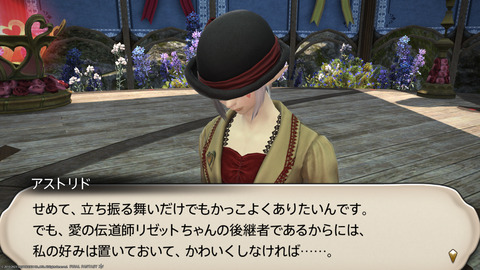 アストリド
せめて、立ち振る舞いだけでもかっこよくありたいんです。
でも、愛の伝道師リゼットちゃんの後継者であるからには、
私の好みは置いておいて、かわいくしなければ……。